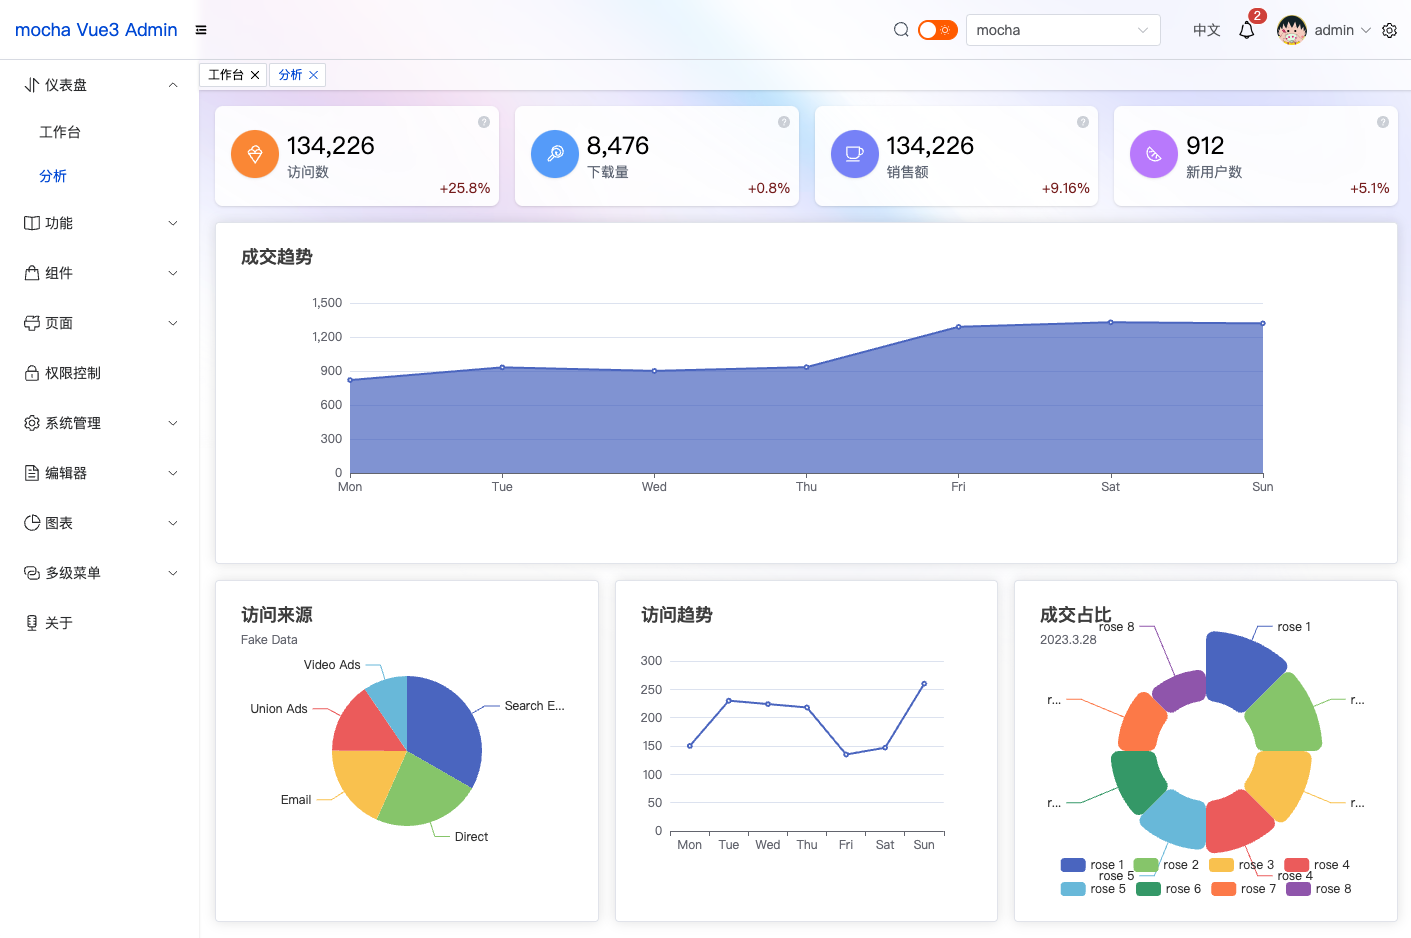 mocha Vue3 Admin
mocha
中文
2
admin
仪表盘
工作台
分析
功能
组件
页面
权限控制
系统管理
编辑器
图表
多级菜单
关于
工作台
分析
134,226
访问数
+25.8%
8,476
下载量
+0.8%
134,226
销售额
+9.16%
912
新用户数
+5.1%
成交趋势
1,500
1,200
900
600
300
0
Mon Tue Wed Thu Fri Sat Sun
访问来源
Fake Data
Video Ads
Union Ads
Search E...
Email
Direct
访问趋势
300
250
200
150
100
50
0
Mon Tue Wed Thu Fri Sat Sun
成交占比
2023.3.28
rose 8
rose 1
r...
r...
r...
r...
rose 5
rose 4
rose 1 rose 2 rose 3 rose 4
rose 5 rose 6 rose 7 rose 8